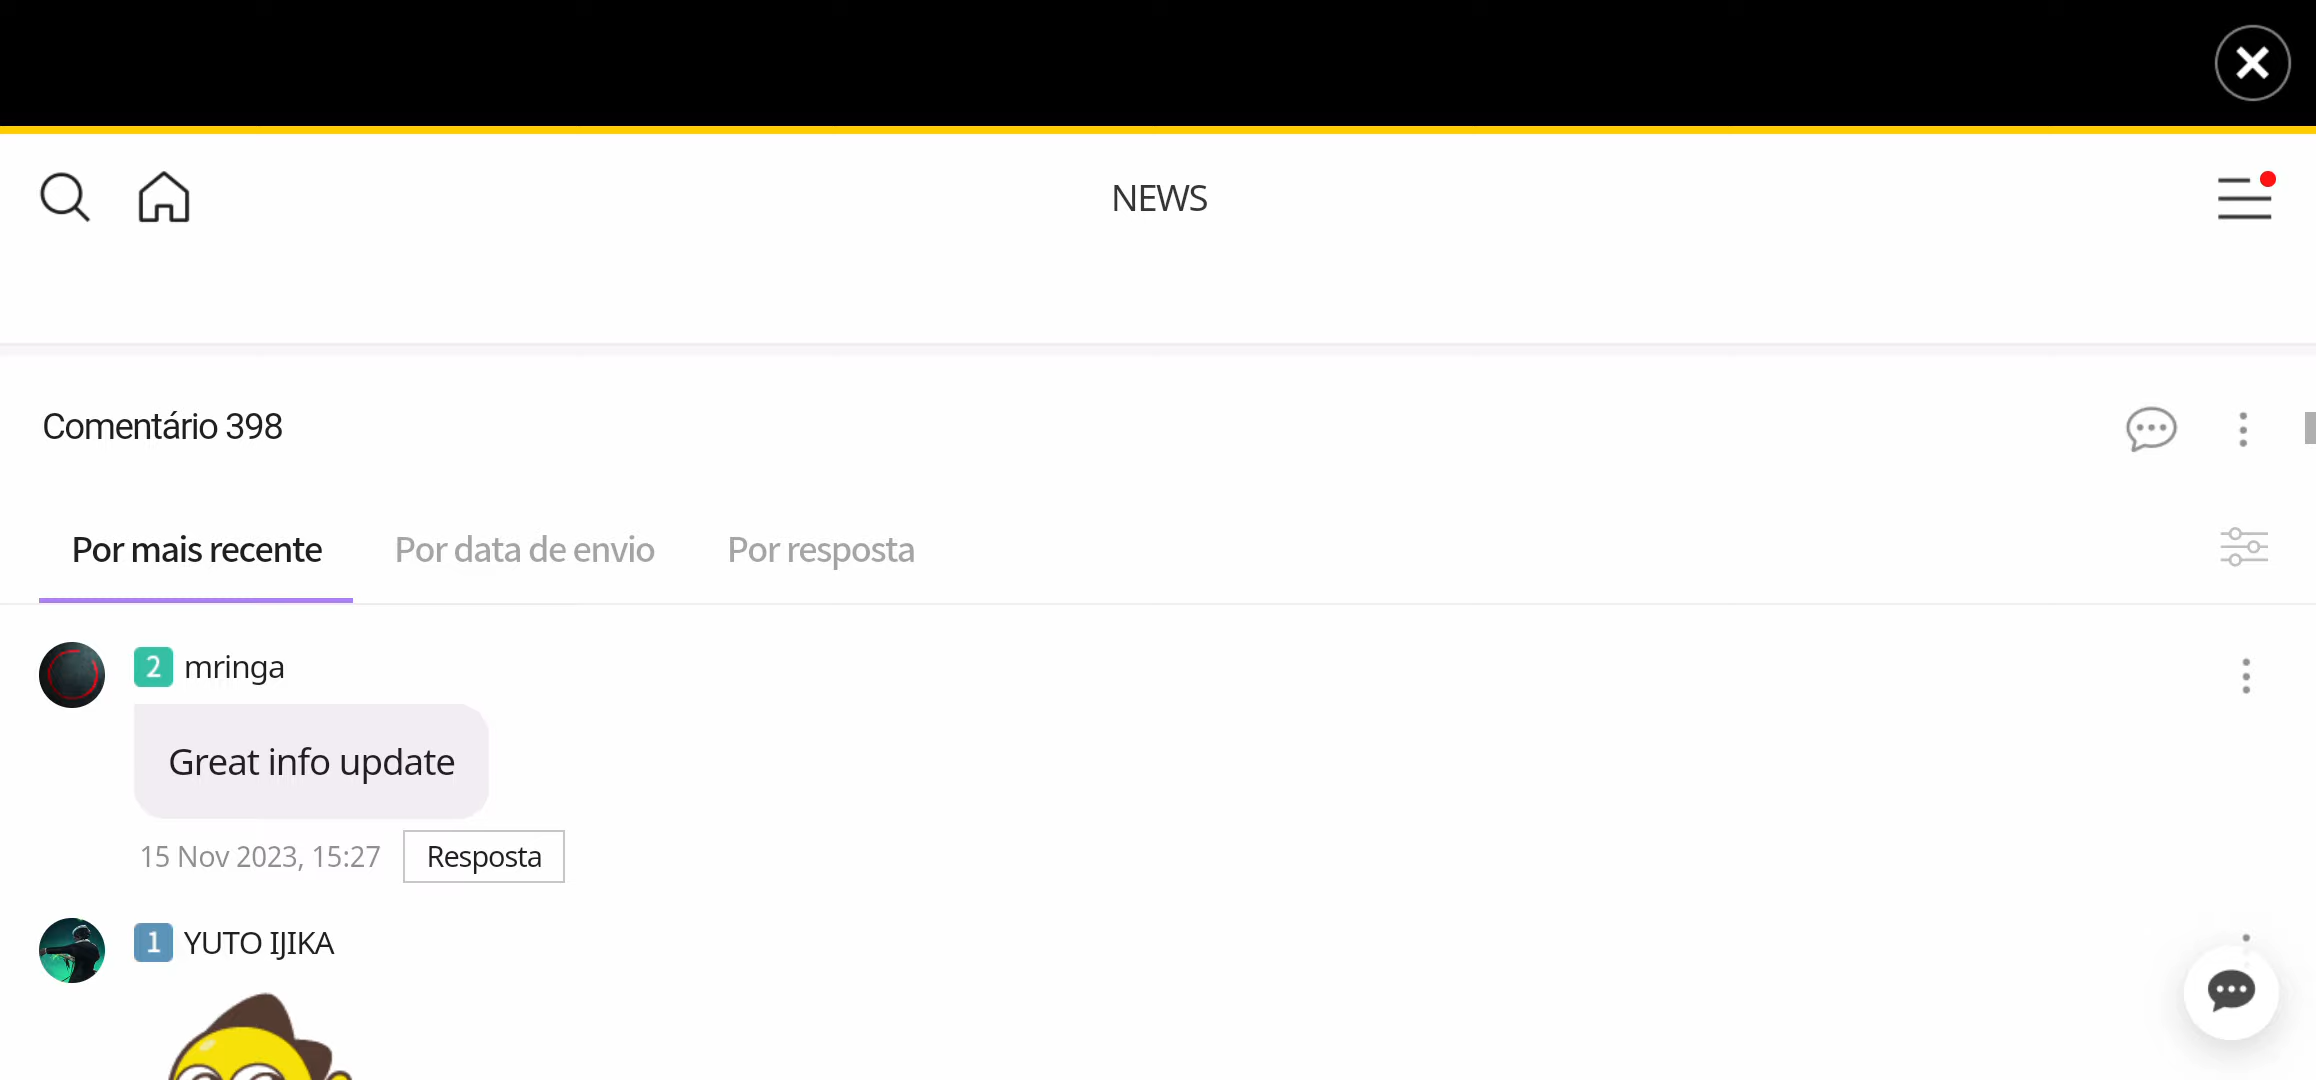 NEWS
Comentário 398
Por mais recente
Por data de envio
Por resposta
2 mringa
Great info update
15 Nov 2023, 15:27
Resposta
1 YUTO IJIKA